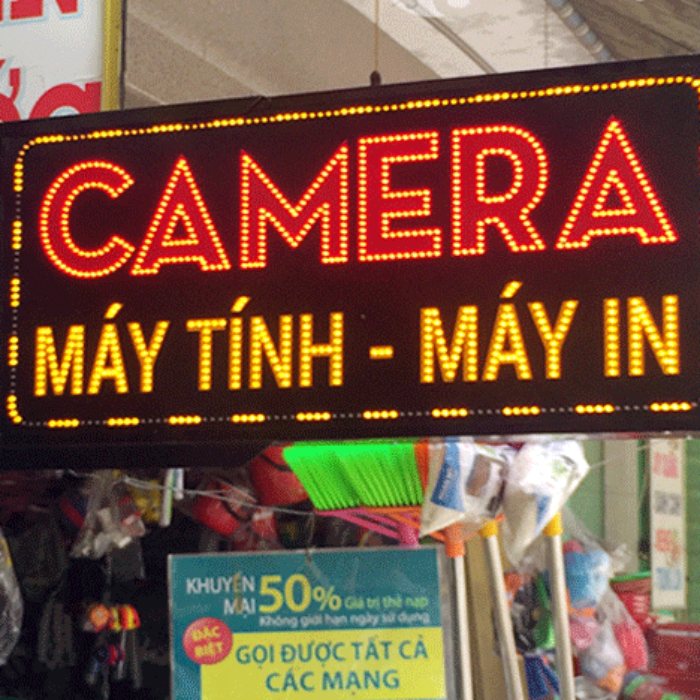 CAMERA
MÁY TÍNH - MÁY IN
KHUYẾN MẠI 50% Giá trị thẻ nạp
Không giới hạn ngày sử dụng
ĐẶC BIỆT
GỌI ĐƯỢC TẤT CẢ
CÁC MẠNG